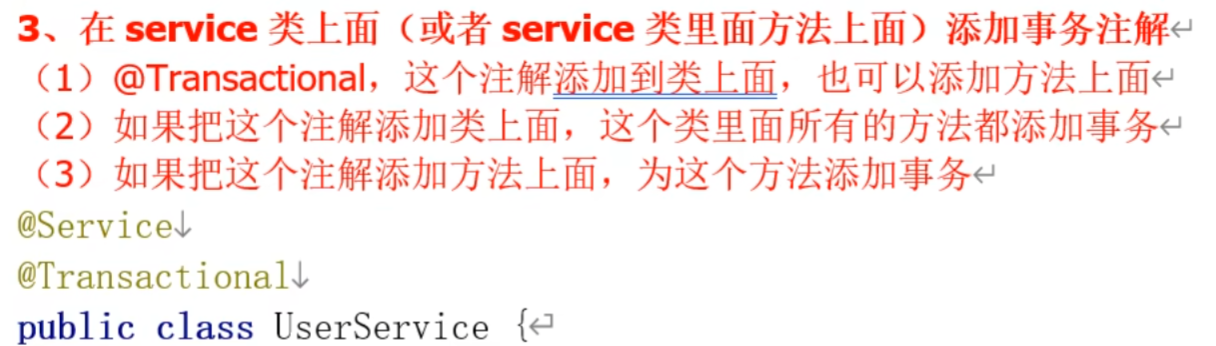 3、在 service 类上面（或者 service 类里面方法上面）添加事务注解↵
（1）@Transactional，这个注解添加到类上面，也可以添加方法上面↵
（2）如果把这个注解添加类上面，这个类里面所有的方法都添加事务↵
（3）如果把这个注解添加方法上面，为这个方法添加事务↵
@Service↓
@Transactional↓
public class UserService {↵